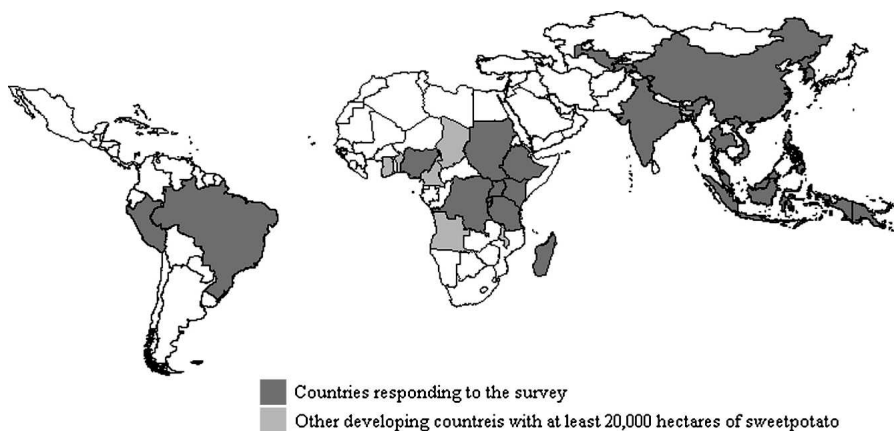 Countries responding to the survey
Other developing countreis with at least 20,000 hectares of sweetpotato